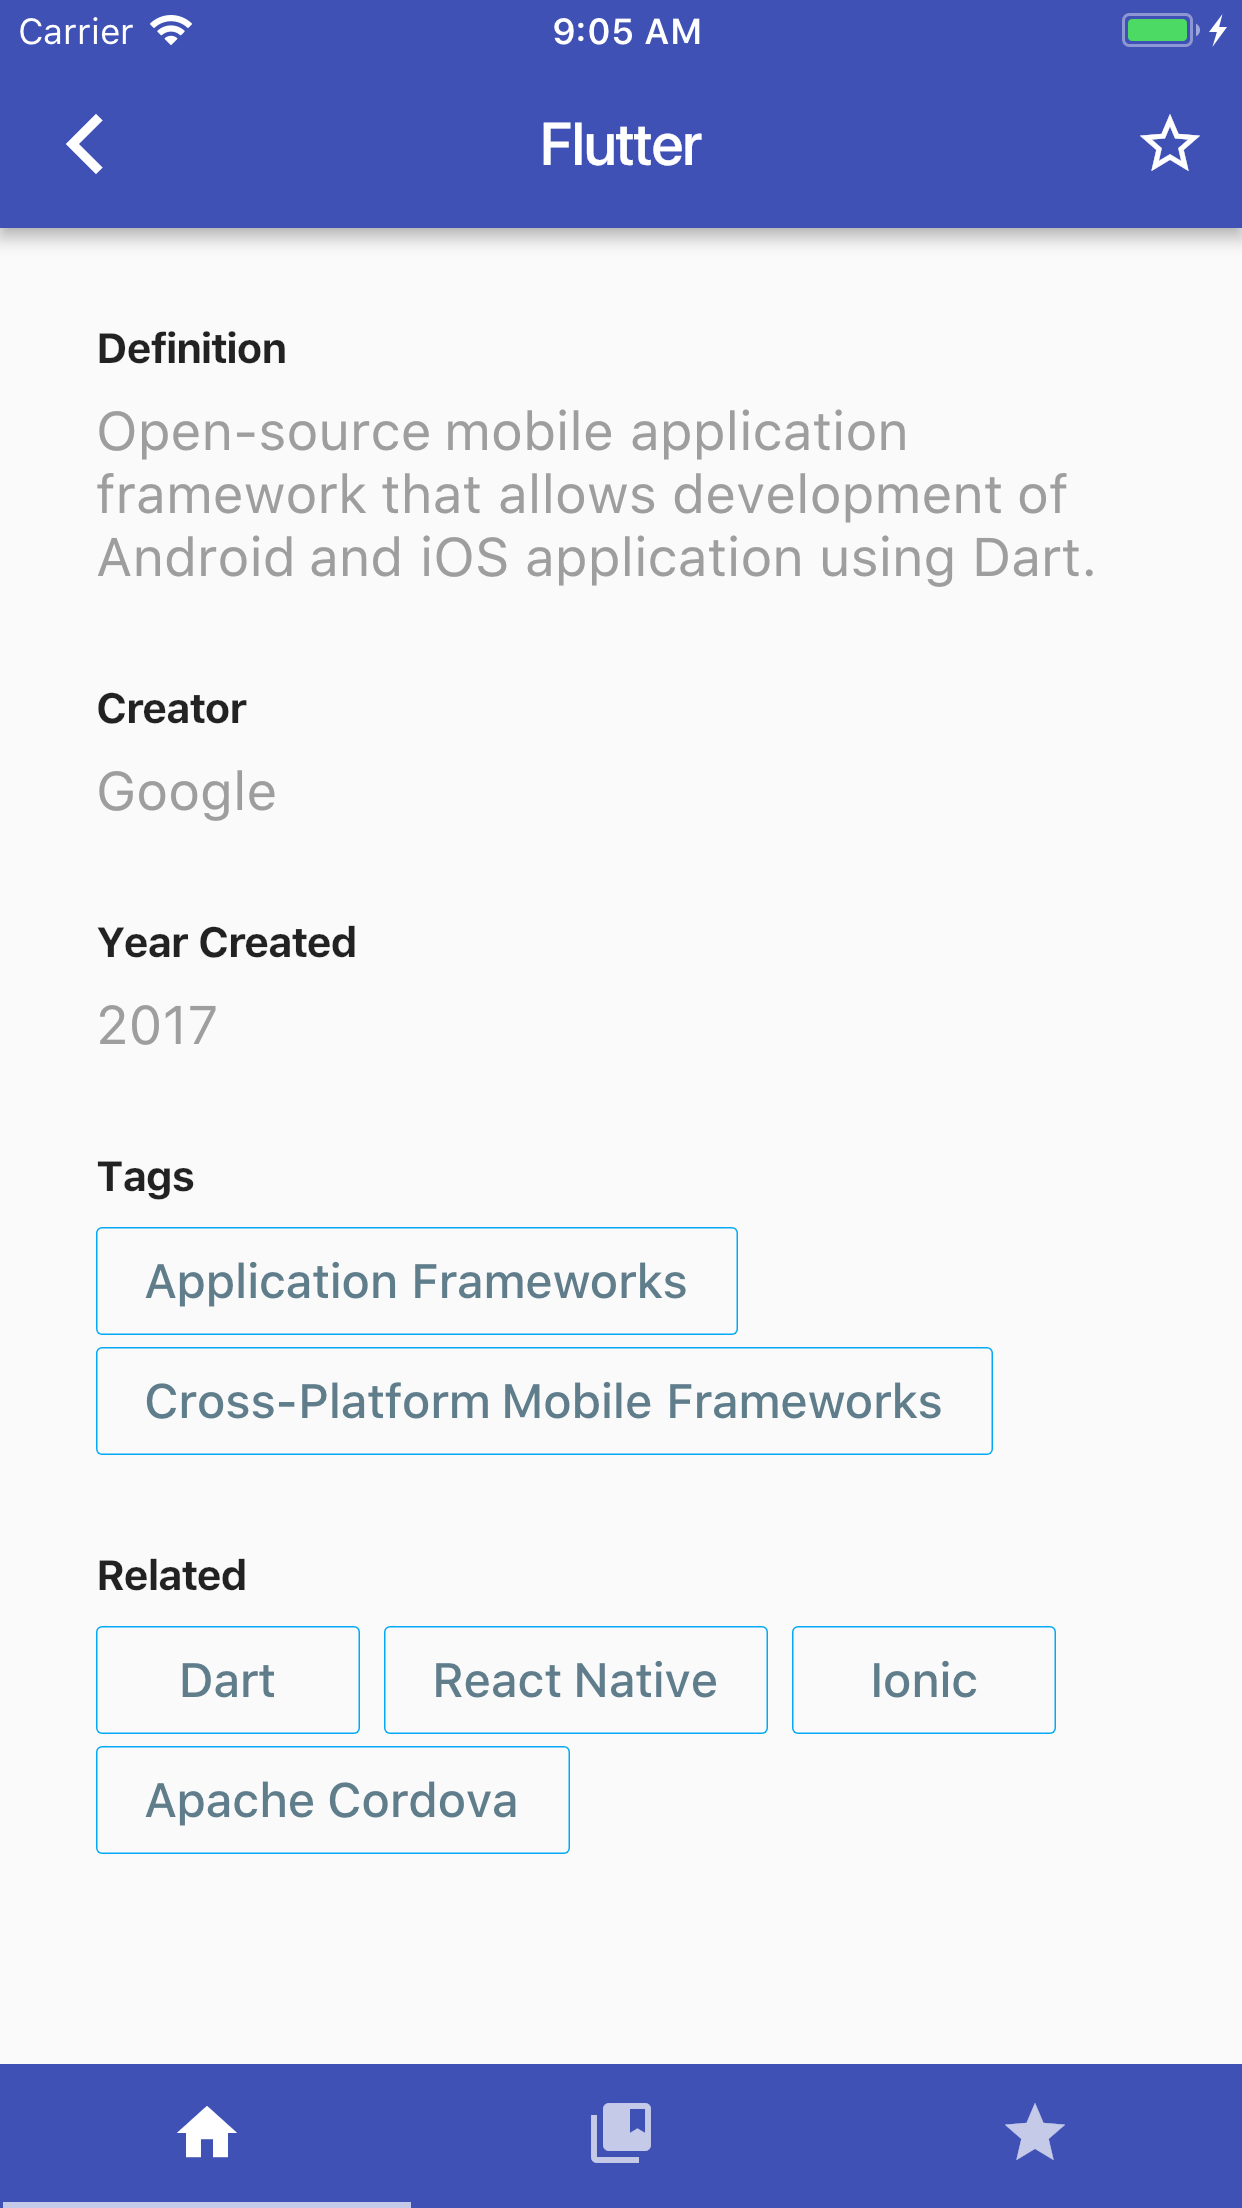 Carrier 9:05 AM
Flutter
Definition
Open-source mobile application
framework that allows development of
Android and iOS application using Dart.
Creator
Google
Year Created
2017
Tags
Application Frameworks
Cross-Platform Mobile Frameworks
Related
Dart React Native Ionic
Apache Cordova